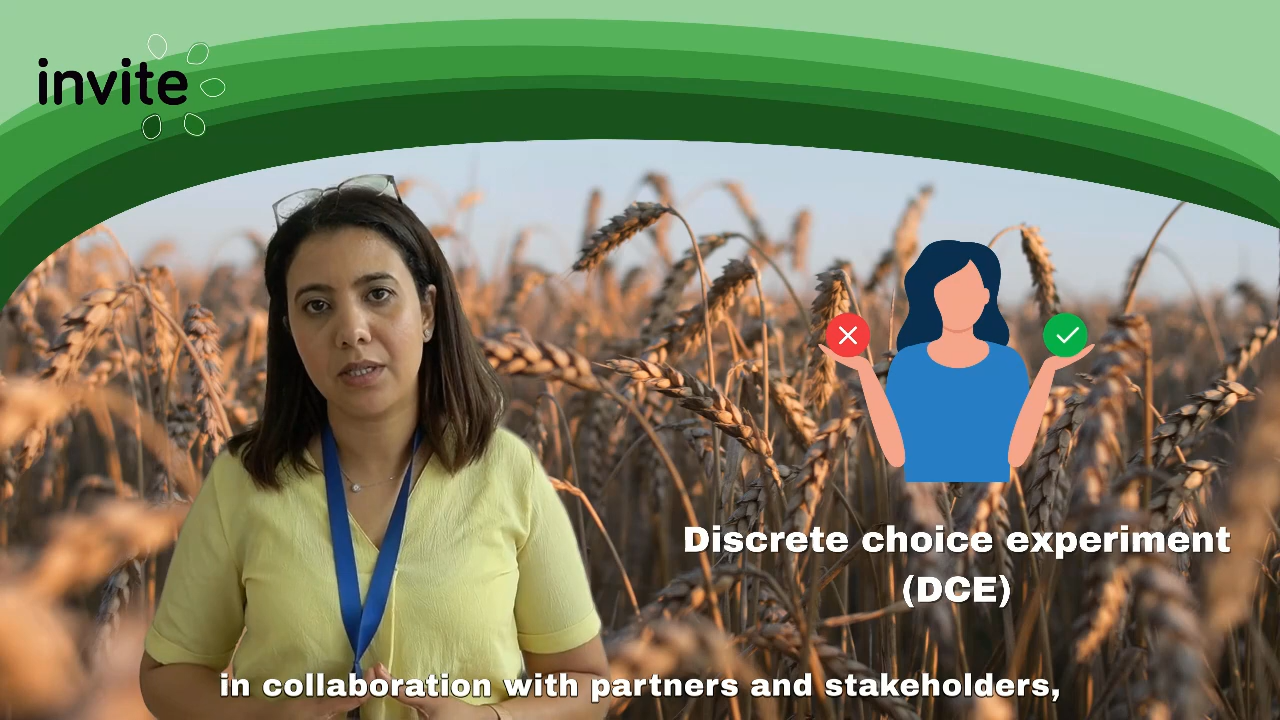 invite
Discrete choice experiment
(DCE)
in collaboration with partners and stakeholders,